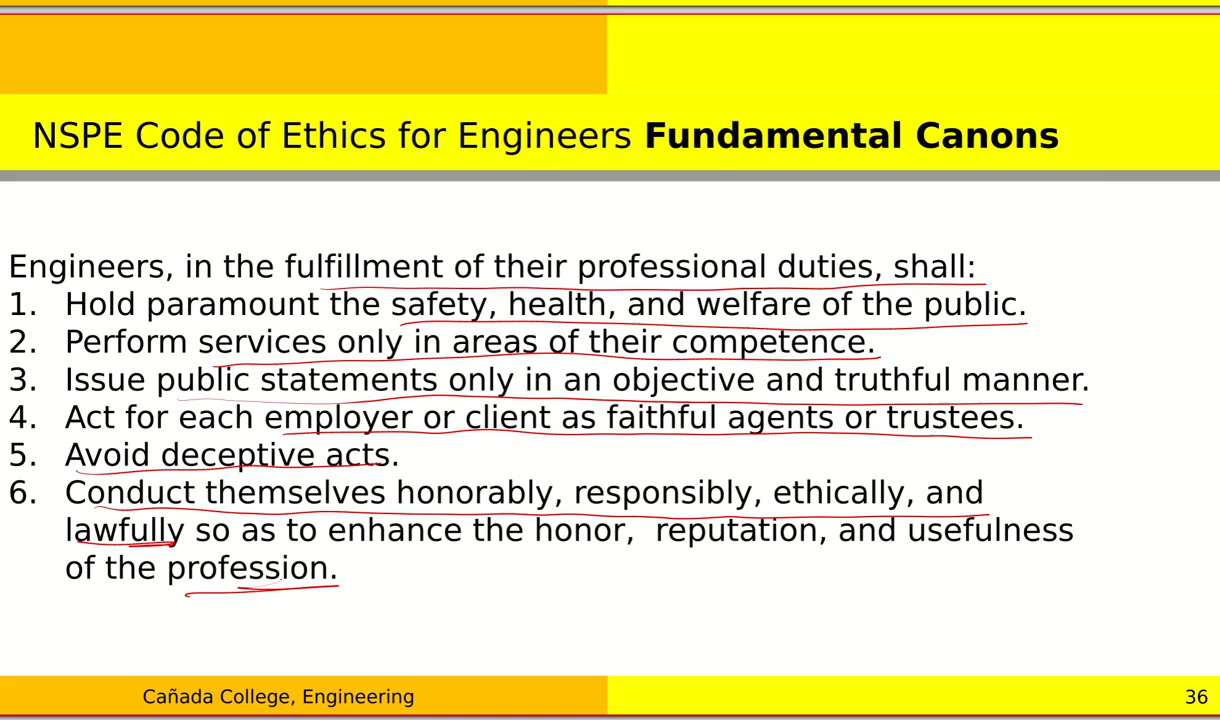 NSPE Code of Ethics for Engineers Fundamental Canons
Engineers, in the fulfillment of their professional duties, shall:
1. Hold paramount the safety, health, and welfare of the public.
2. Perform services only in areas of their competence.
3. Issue public statements only in an objective and truthful manner.
4. Act for each employer or client as faithful agents or trustees.
5. Avoid deceptive acts.
6. Conduct themselves honorably, responsibly, ethically, and
lawfully so as to enhance the honor,  reputation, and usefulness
of the profession.
Cañada College, Engineering
36